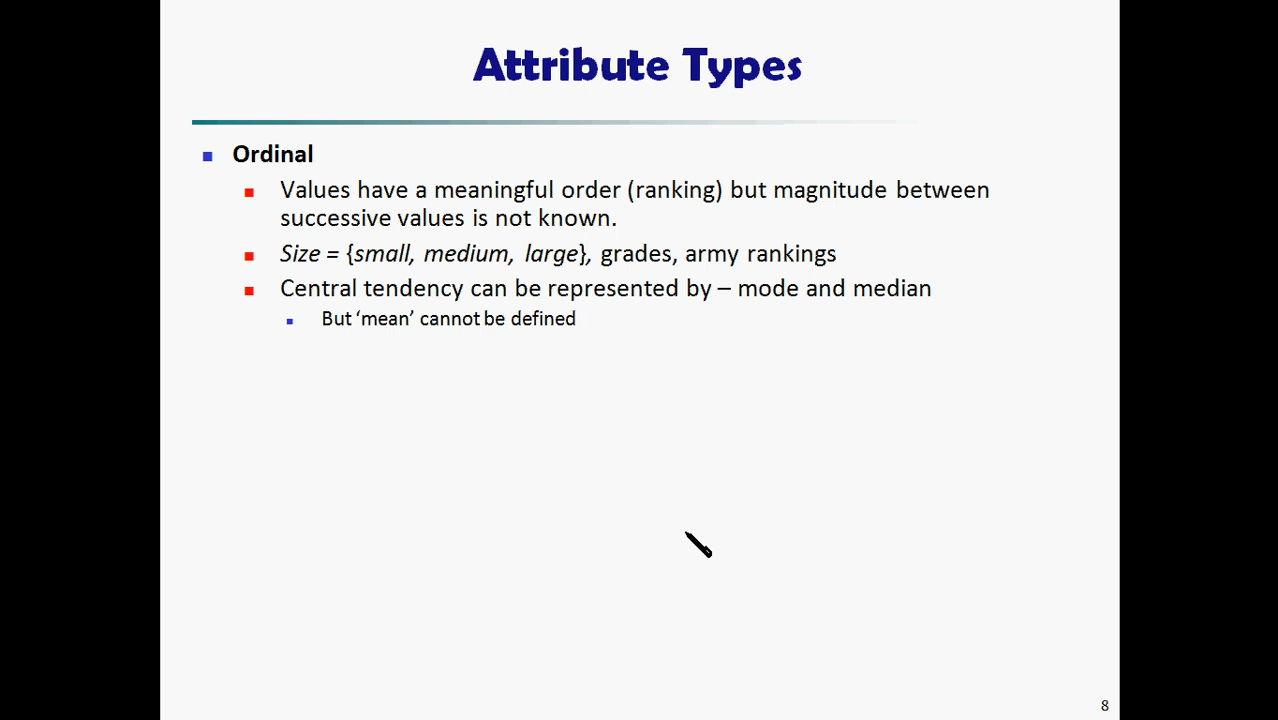 Attribute Types
Ordinal
Values have a meaningful order (ranking) but magnitude between
successive values is not known.
Size = {small, medium, large}, grades, army rankings
Central tendency can be represented by – mode and median
But ‘mean’ cannot be defined
8